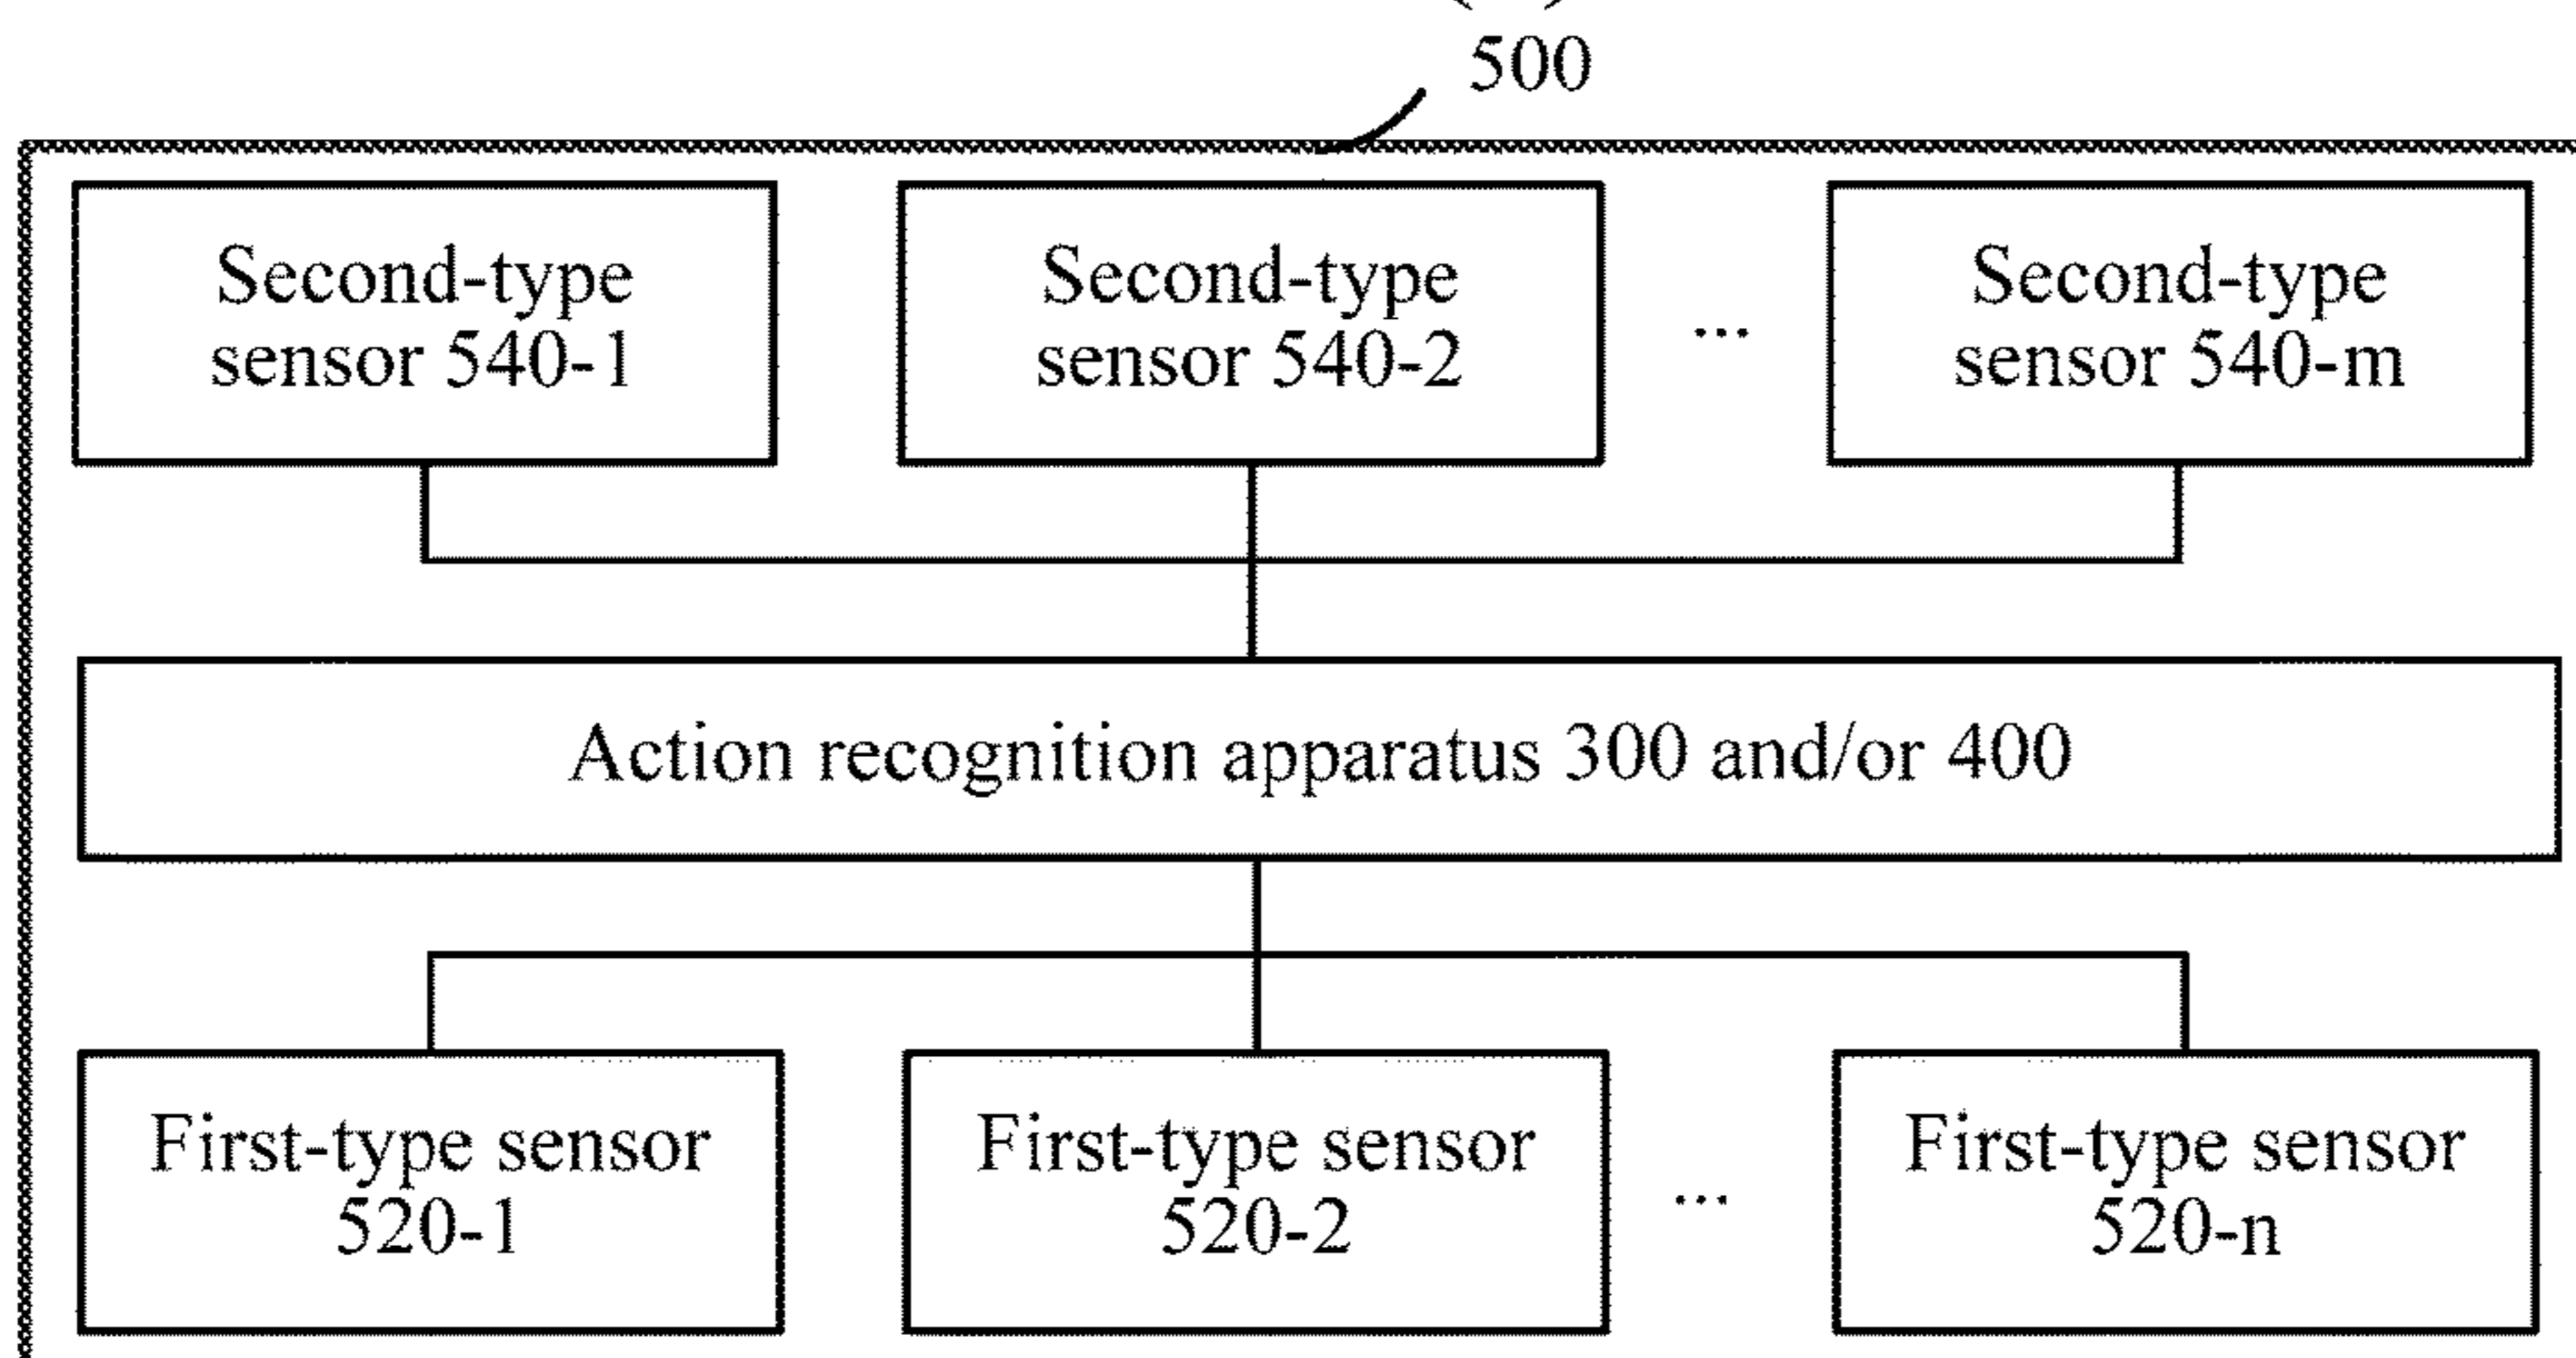 500
Second-type
sensor 540-1
Second-type
sensor 540-2
...
Second-type
sensor 540-m
Action recognition apparatus 300 and/or 400
First-type sensor
520-1
First-type sensor
520-2
...
First-type sensor
520-n